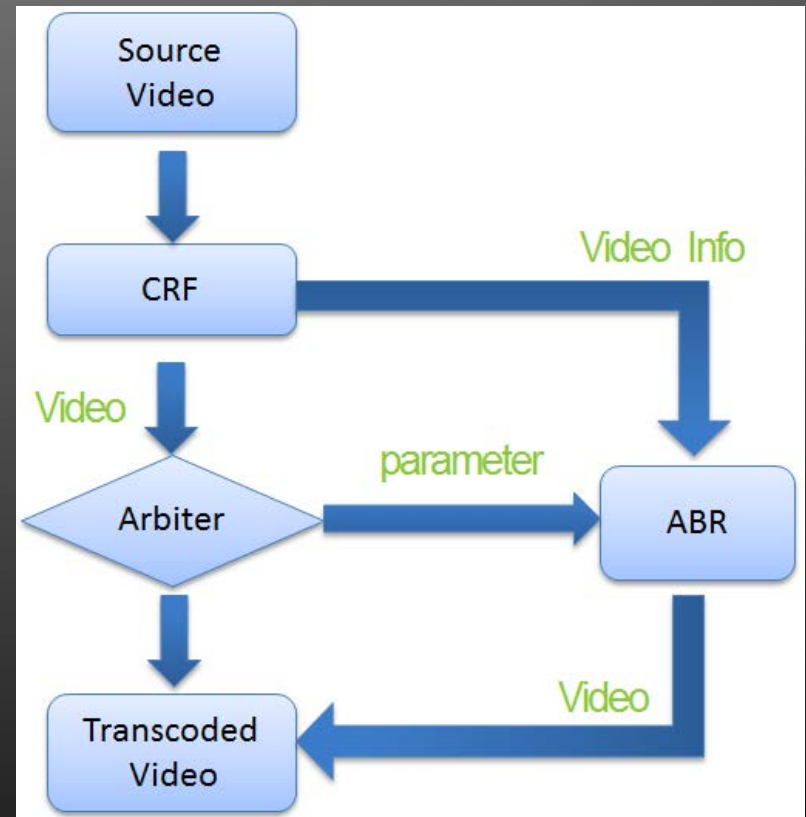 Source
Video
CRF
Video Info
Video
Arbiter
parameter
ABR
Transcoded
Video
Video